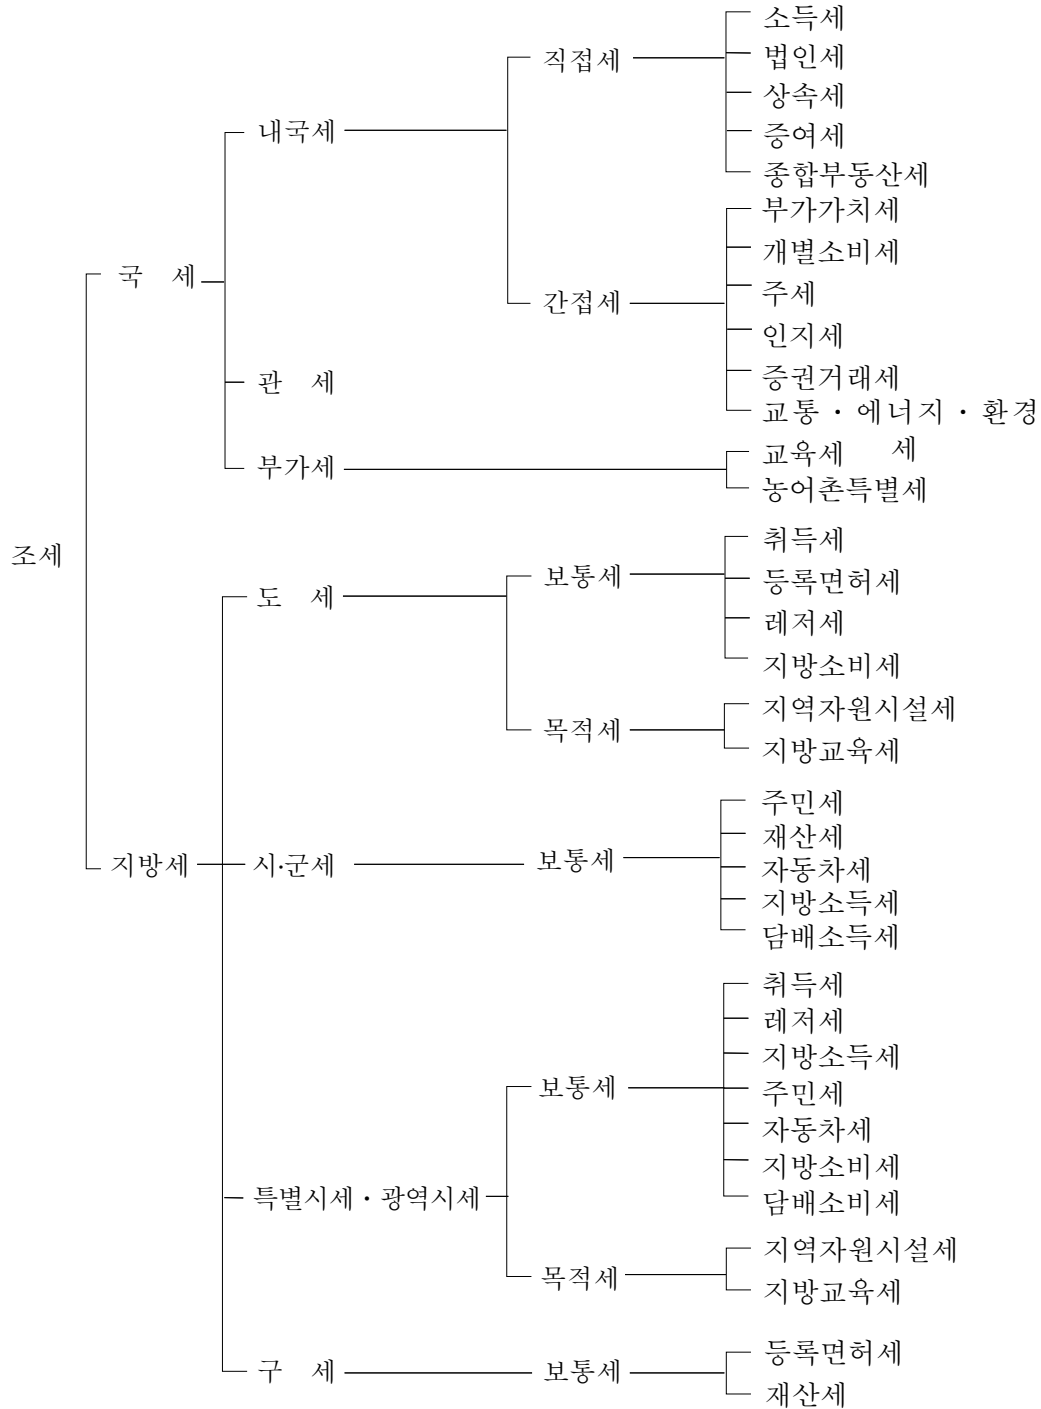 소득세
직접세
법인세
상속세
내국세
증여세
종합부동산세
부가가치세
개별소비세
국 세
주세
간접세
인지세
증권거래세
관 세
교통·에너지·환경
세
교육세
부가세
농어촌특별세
조세
취득세
보통세
등록면허세
도 세
레저세
지방소비세
지역자원시설세
목적세
지방교육세
주민세
재산세
지방세
시·군세
보통세
자동차세
지방소득세
담배소득세
취득세
레저세
지방소득세
보통세
주민세
자동차세
지방소비세
특별시세·광역시세
담배소비세
지역자원시설세
목적세
지방교육세
등록면허세
구 세
보통세
재산세